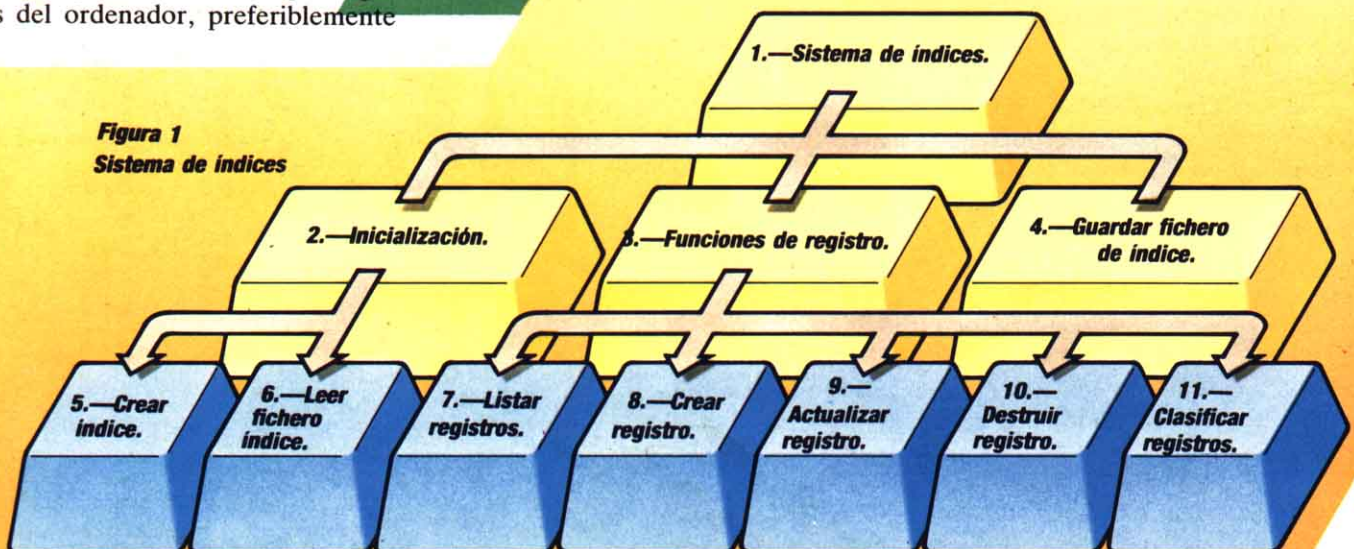 s del ordenador, preferiblemente
Figura 1
Sistema de índices
1.—Sistema de índices.
2.—Inicialización.
3.—Funciones de registro.
4.—Guardar fichero
de índice.
5.—Crear
índice.
6.—Leer
fichero
índice.
7.—Listar
registros.
8.—Crear
registro.
9.—
Actualizar
registro.
10.—
Destruir
registro.
11.—
Clasificar
registros.